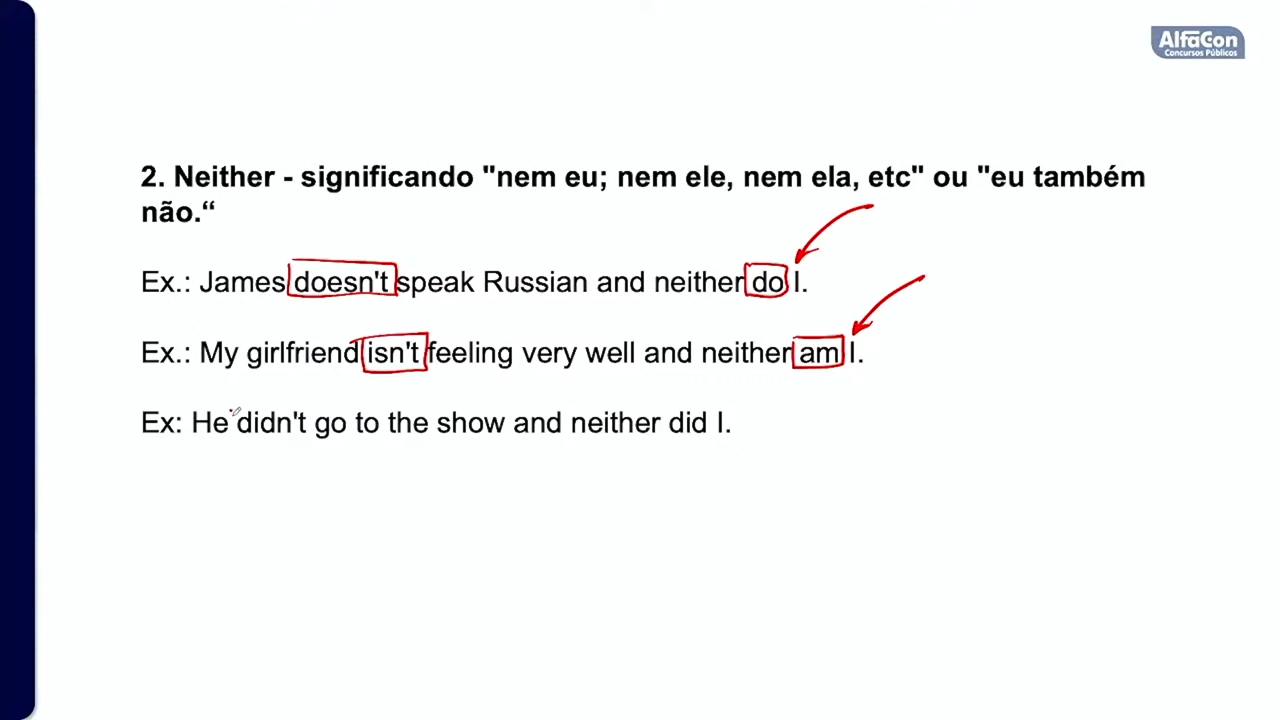 AlfaCon
Concursos Públicos
2. Neither - significando "nem eu; nem ele, nem ela, etc" ou "eu também
não.“
Ex.: James doesn't speak Russian and neither do I.
Ex.: My girlfriend isn't feeling very well and neither am I.
Ex: He didn't go to the show and neither did I.